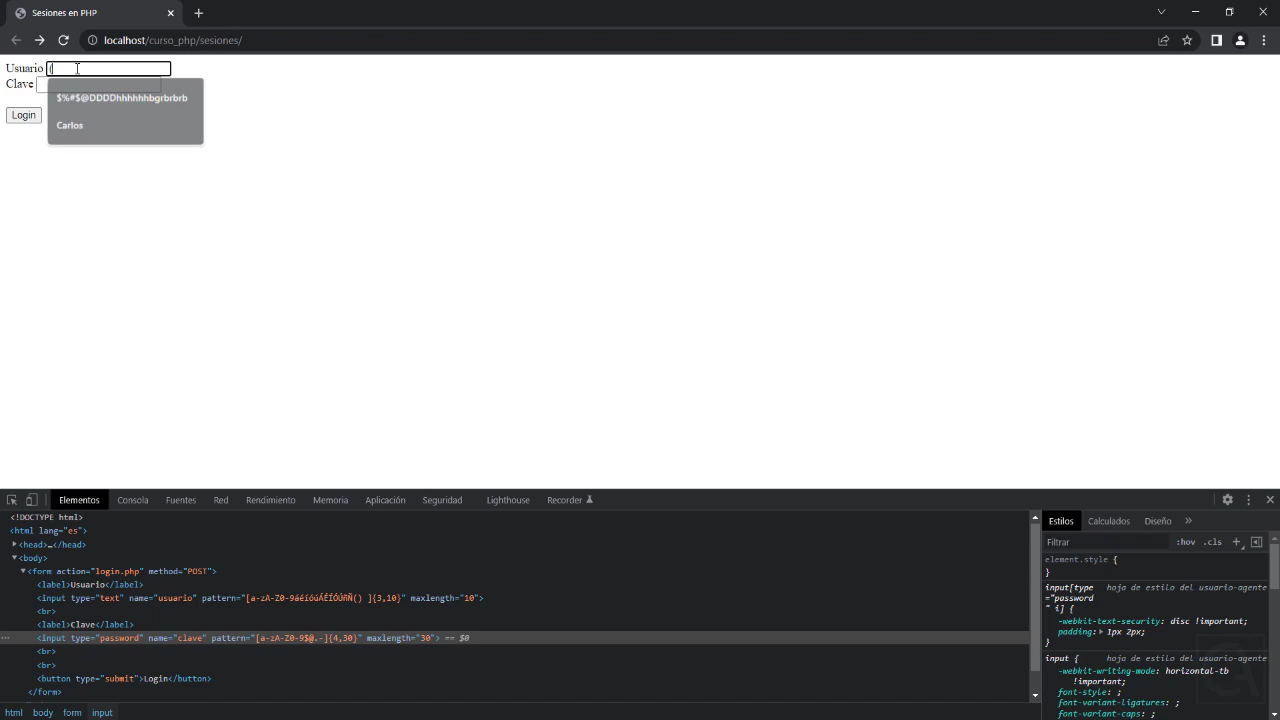 Sesiones en PHP
localhost/curso_php/sesiones/
Usuario (
Clave
$%#$@DDDDhhhhhhbgrbrbrb
Carlos
Login
Elementos Consola Fuentes Red Rendimiento Memoria Aplicación Seguridad Lighthouse Recorder
<!DOCTYPE html>
<html lang="es">
<head>…</head>
<body>
<form action="login.php" method="POST">
<label>Usuario</label>
<input type="text" name="usuario" pattern="[a-zA-Z0-9áéíóúÁÉÍÓÚñÑ() ]{3,10}" maxlength="10">
<br>
<label>Clave</label>
<input type="password" name="clave" pattern="[a-zA-Z0-9$@.-]{4,30}" maxlength="30"> == $0
<br>
<br>
<button type="submit">Login</button>
</form>
html body form input
Estilos Calculados Diseño
Filtrar :hov .cls
element.style {
}
input[type="password" i] { hoja de estilo del usuario-agente
-webkit-text-security: disc !important;
padding: 1px 2px;
}
input { hoja de estilo del usuario-agente
-webkit-writing-mode: horizontal-tb !important;
font-style: ;
font-variant-ligatures: ;
font-variant-caps: ;